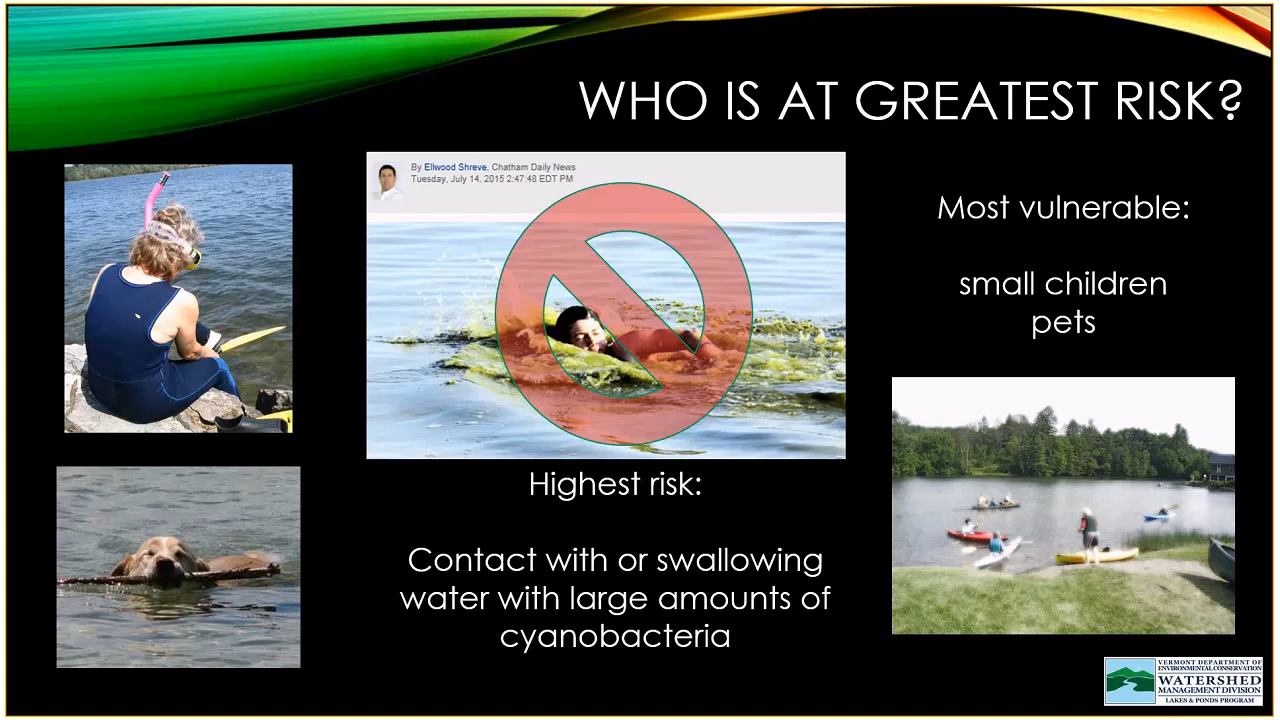 WHO IS AT GREATEST RISK?
By Ellwood Shreve, Chatham Daily News
Tuesday, July 14, 2015 2:47:48 EDT PM
Most vulnerable:
small children
pets
Highest risk:
Contact with or swallowing
water with large amounts of
cyanobacteria
VERMONT DEPARTMENT OF
ENVIRONMENTAL CONSERVATION
WATERSHED
MANAGEMENT DIVISION
LAKES & PONDS PROGRAM